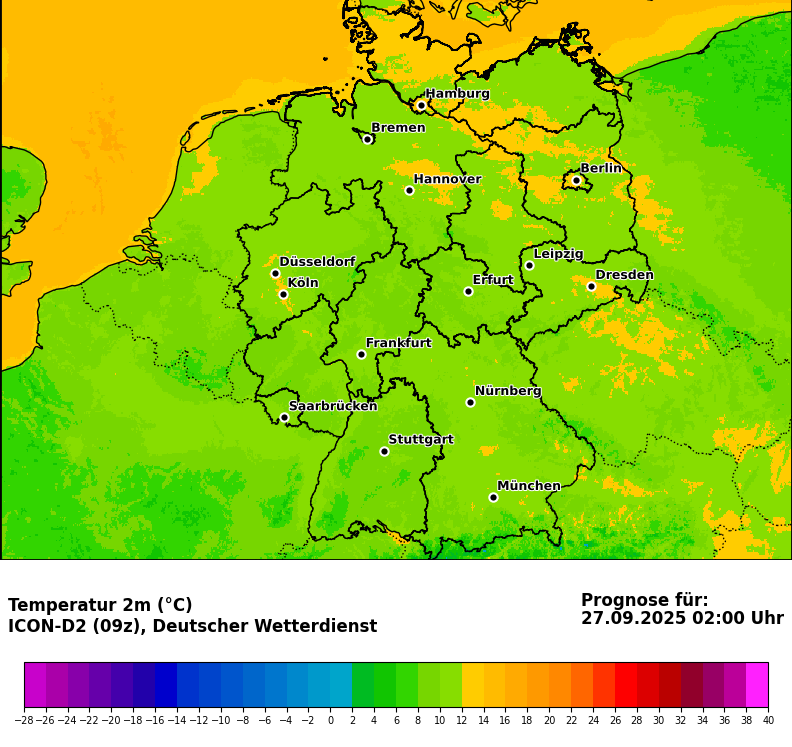 Hamburg
Bremen
Berlin
Hannover
Leipzig
Düsseldorf
Dresden
Köln
Erfurt
Frankfurt
Nürnberg
Saarbrücken
Stuttgart
München
Temperatur 2m (°C)
ICON-D2 (09z), Deutscher Wetterdienst
Prognose für:
27.09.2025 02:00 Uhr
−28 −26 −24 −22 −20 −18 −16 −14 −12 −10 −8 −6 −4 −2 0 2 4 6 8 10 12 14 16 18 20 22 24 26 28 30 32 34 36 38 40